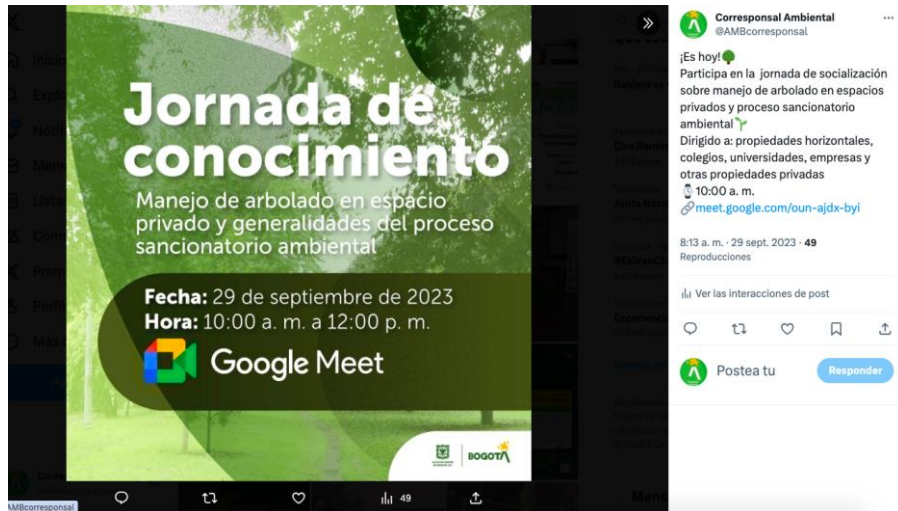 Jornada de
conocimiento
Manejo de arbolado en espacio
privado y generalidades del proceso
sancionatorio ambiental
Fecha: 29 de septiembre de 2023
Hora: 10:00 a. m. a 12:00 p. m.
Google Meet
BOGOTÁ
49
AMBcorresponsal
Corresponsal Ambiental
@AMBcorresponsal
¡Es hoy!
Participa en la jornada de socialización
sobre manejo de arbolado en espacios
privados y proceso sancionatorio
ambiental
Dirigido a: propiedades horizontales,
colegios, universidades, empresas y
otras propiedades privadas
10:00 a. m.
meet.google.com/oun-ajdx-byi
8:13 a. m. · 29 sept. 2023 · 49
Reproducciones
Ver las interacciones de post
Postea tu
Responder